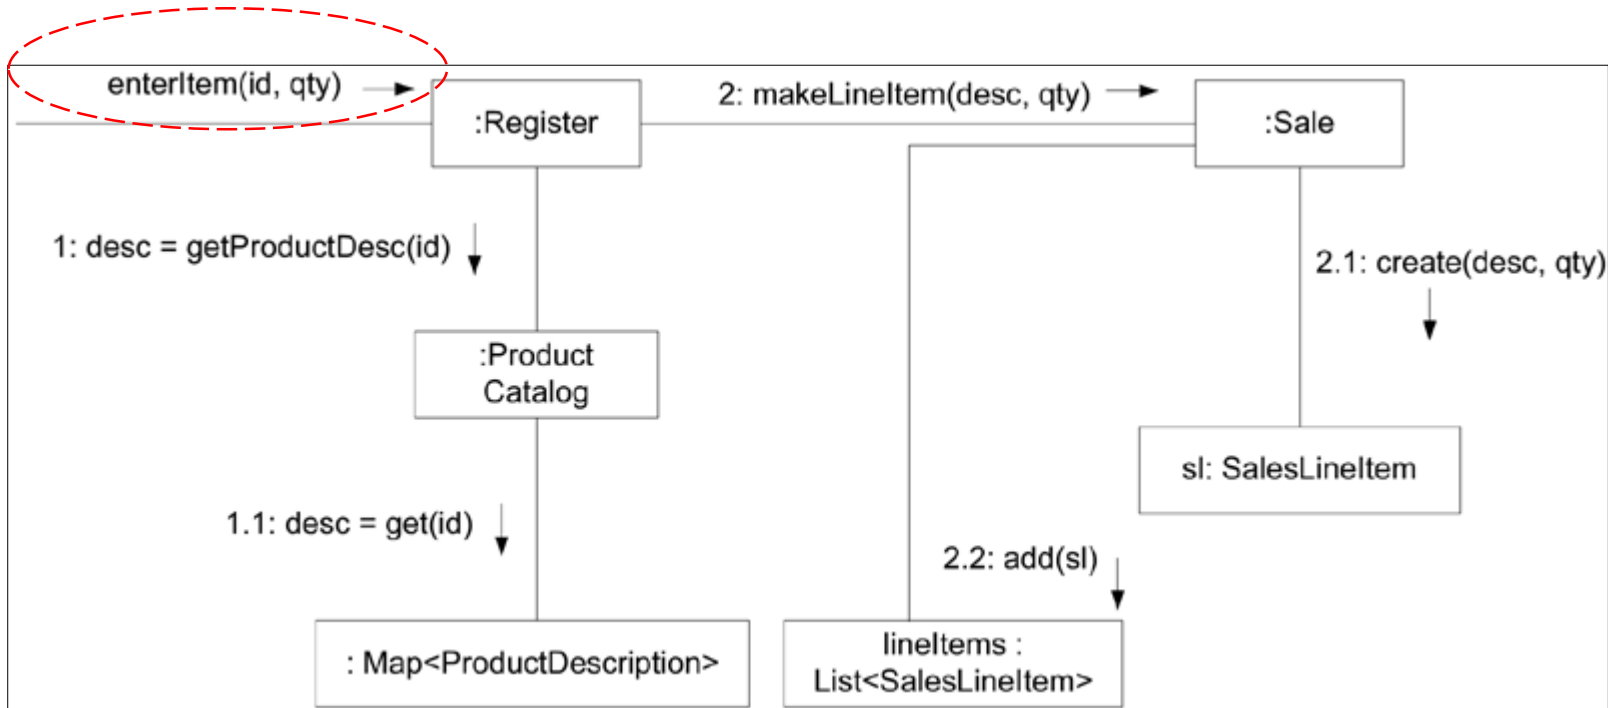 enterItem(id, qty)
:Register
2: makeLineItem(desc, qty)
:Sale
1: desc = getProductDesc(id)
2.1: create(desc, qty)
:Product
Catalog
sl: SalesLineItem
1.1: desc = get(id)
2.2: add(sl)
: Map<ProductDescription>
lineItems :
List<SalesLineItem>